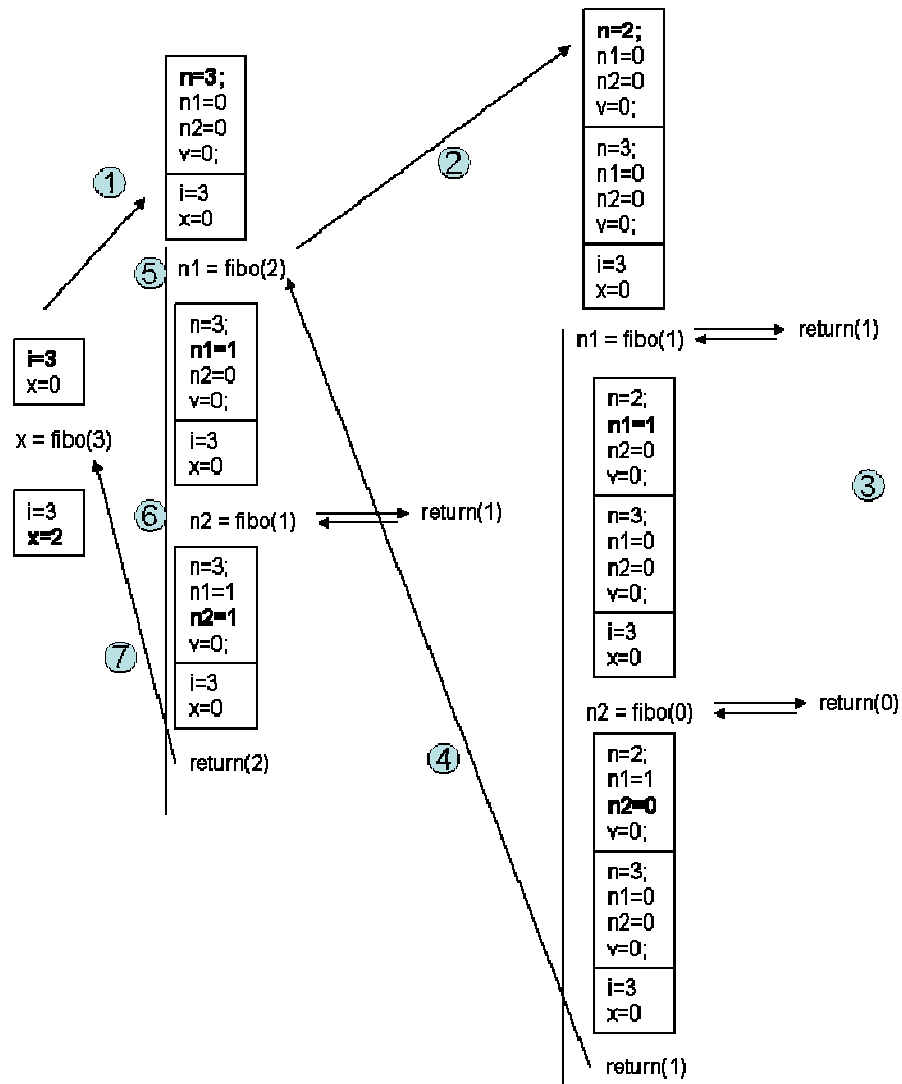 i=3
x=0
x = fibo(3)
i=3
x=2
1
n=3;
n1=0
n2=0
v=0;
i=3
x=0
5
n1 = fibo(2)
n=3;
n1=1
n2=0
v=0;
i=3
x=0
6
n2 = fibo(1)
return(1)
n=3;
n1=1
n2=1
v=0;
i=3
x=0
7
return(2)
2
n=2;
n1=0
n2=0
v=0;
n=3;
n1=0
n2=0
v=0;
i=3
x=0
n1 = fibo(1)
return(1)
n=2;
n1=1
n2=0
v=0;
n=3;
n1=0
n2=0
v=0;
i=3
x=0
3
n2 = fibo(0)
return(0)
n=2;
n1=1
n2=0
v=0;
n=3;
n1=0
n2=0
v=0;
i=3
x=0
4
return(1)